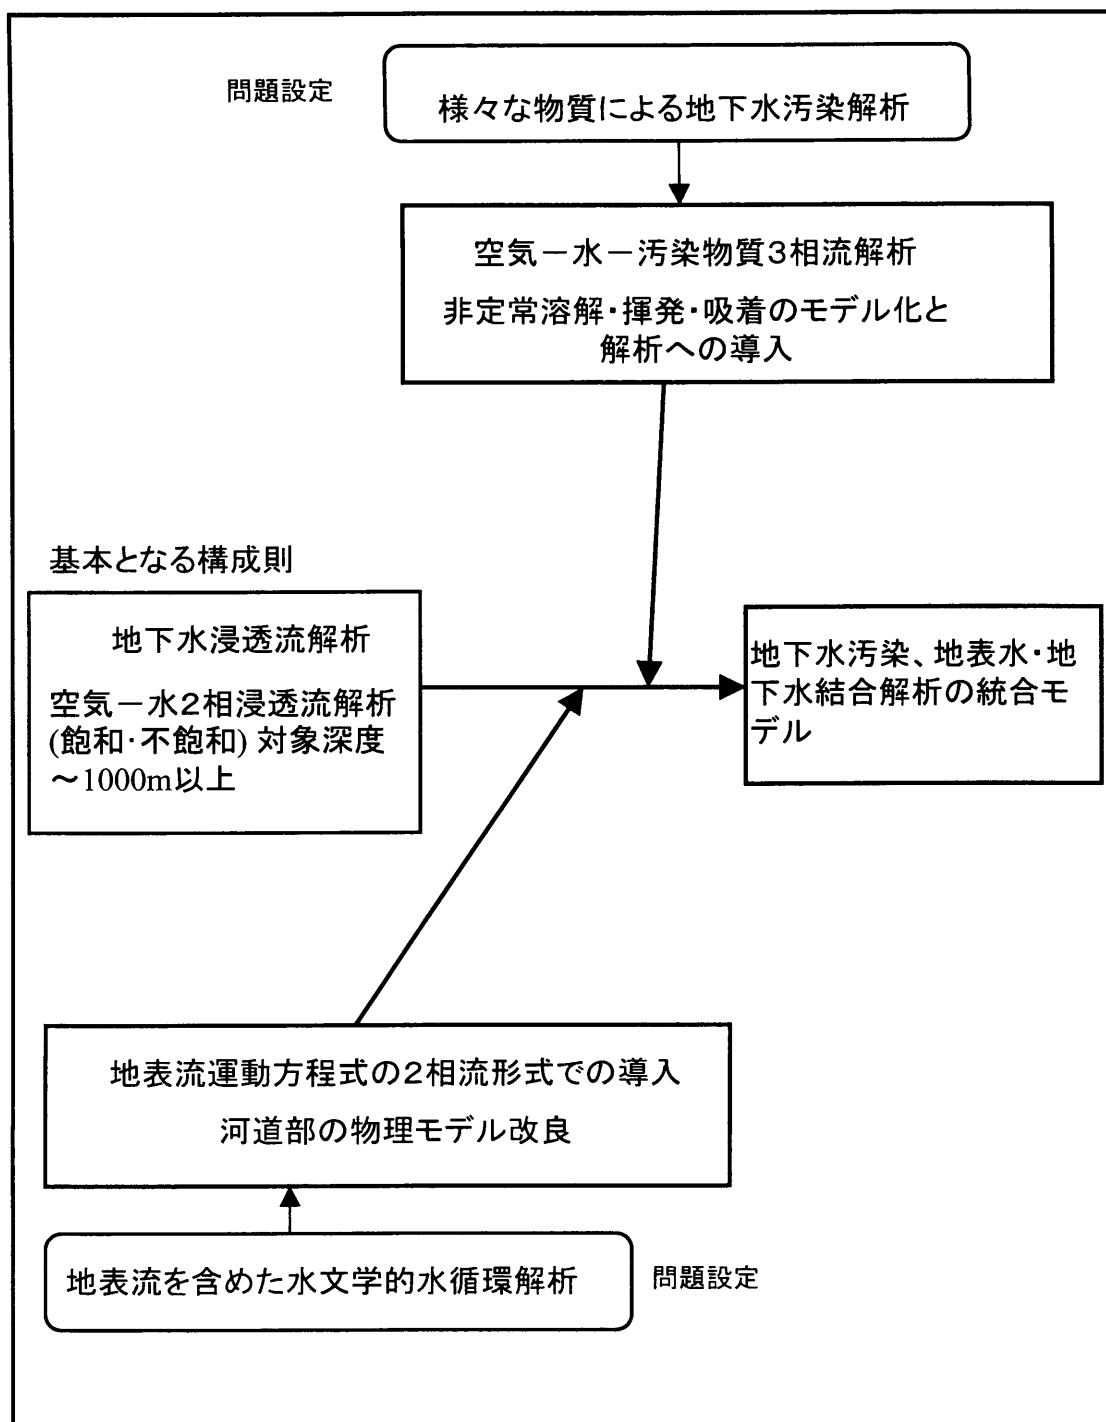 問題設定
様々な物質による地下水汚染解析
空気－水－汚染物質3相流解析
非定常溶解・揮発・吸着のモデル化と
解析への導入
基本となる構成則
地下水浸透流解析
空気－水2相浸透流解析
(飽和・不飽和) 対象深度
～1000m以上
地下水汚染、地表水・地
下水結合解析の統合モ
デル
地表流運動方程式の2相流形式での導入
河道部の物理モデル改良
地表流を含めた水文学的水循環解析
問題設定